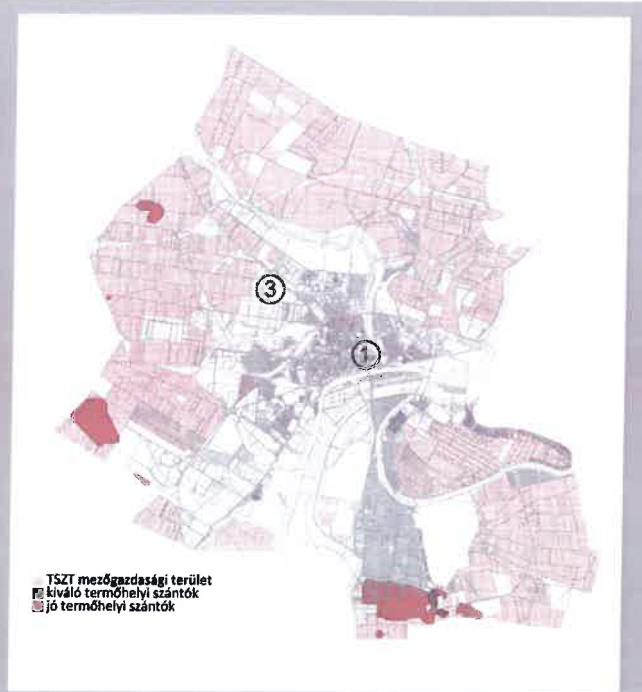 3
1
TSZT mezőgazdasági terület
kiváló termőhelyi szántók
jó termőhelyi szántók